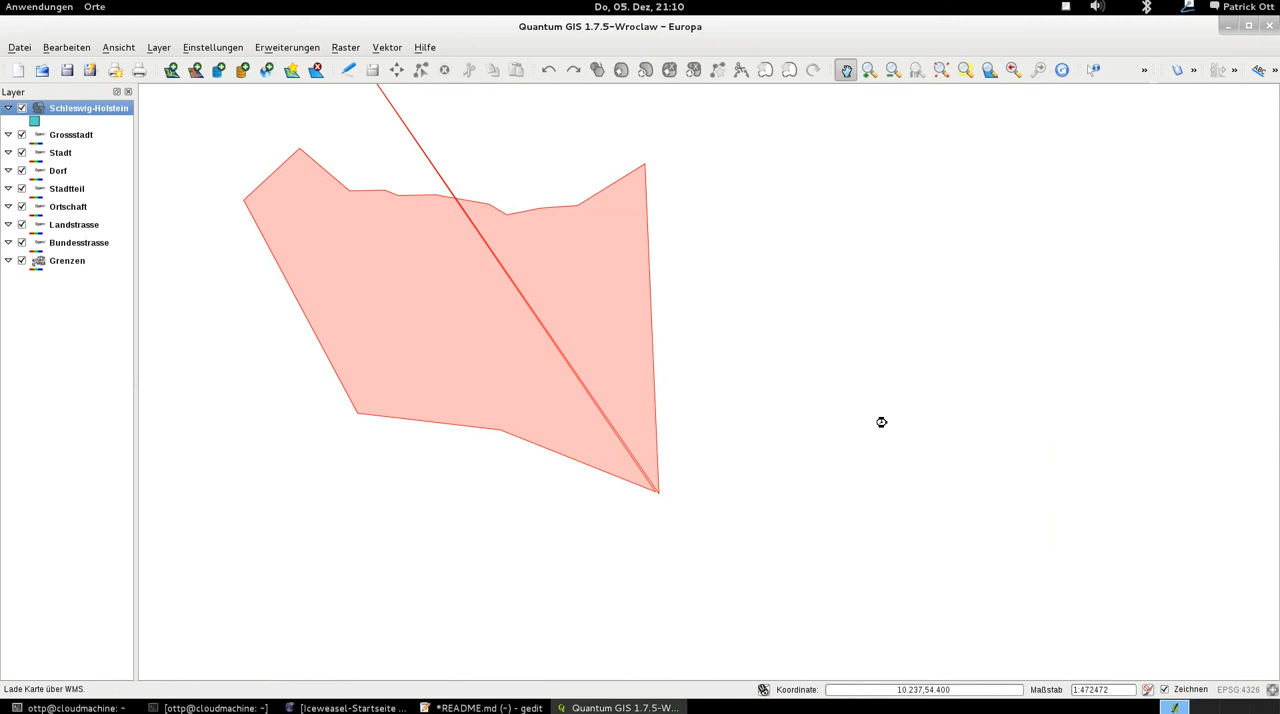 Anwendungen Orte
Do, 05. Dez, 21:10
Patrick Ott
Quantum GIS 1.7.5-Wroclaw - Europa
Datei Bearbeiten Ansicht Layer Einstellungen Erweiterungen Raster Vektor Hilfe
Layer
Schleswig-Holstein
Grossstadt
Stadt
Dorf
Stadtteil
Ortschaft
Landstrasse
Bundesstrasse
Grenzen
Lade Karte über WMS.
Koordinate: 10.237,54.400 Maßstab 1:472472 Zeichnen EPSG:4326
ottp@cloudmachine: ~ [ottp@cloudmachine: ~] [Iceweasel-Startseite ... *README.md (~) - gedit Quantum GIS 1.7.5-W...